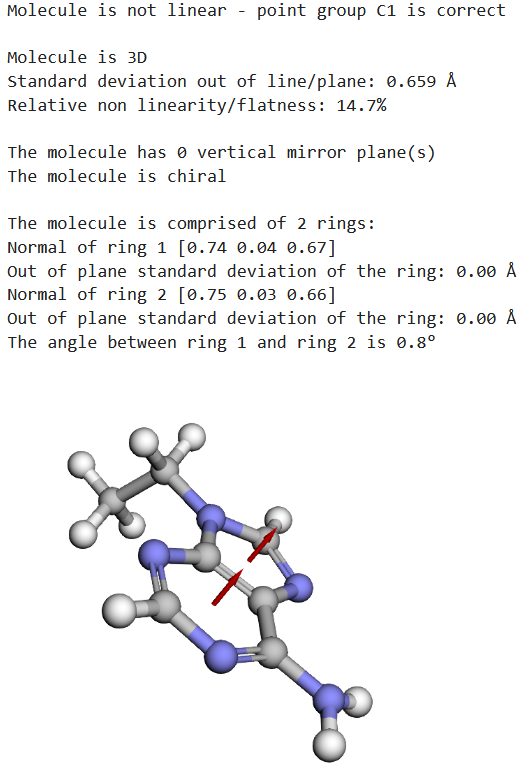 Molecule is not linear - point group C1 is correct
Molecule is 3D
Standard deviation out of line/plane: 0.659 Å
Relative non linearity/flatness: 14.7%
The molecule has 0 vertical mirror plane(s)
The molecule is chiral
The molecule is comprised of 2 rings:
Normal of ring 1 [0.74 0.04 0.67]
Out of plane standard deviation of the ring: 0.00 Å
Normal of ring 2 [0.75 0.03 0.66]
Out of plane standard deviation of the ring: 0.00 Å
The angle between ring 1 and ring 2 is 0.8°